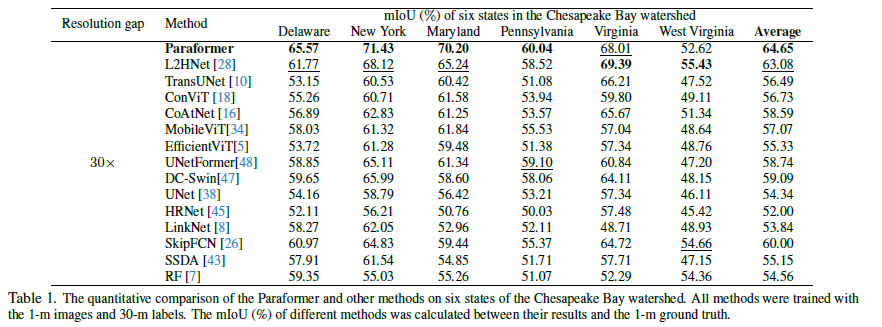 Resolution gap Method mIoU (%) of six states in the Chesapeake Bay watershed
Delaware New York Maryland Pennsylvania Virginia West Virginia Average
Paraformer 65.57 71.43 70.20 60.04 68.01 52.62 64.65
L2HNet [28] 61.77 68.12 65.24 58.52 69.39 55.43 63.08
TransUNet [10] 53.15 60.53 60.42 51.08 66.21 47.52 56.49
ConViT [18] 55.26 60.71 61.58 53.94 59.80 49.11 56.73
CoAtNet [16] 56.89 62.83 61.25 53.57 65.67 51.34 58.59
MobileViT[34] 58.03 61.32 61.84 55.53 57.04 48.64 57.07
EfficientViT[5] 53.72 61.28 59.48 51.38 57.34 48.76 55.33
30× UNetFormer[48] 58.85 65.11 61.34 59.10 60.84 47.20 58.74
DC-Swin[47] 59.65 65.99 58.60 58.06 64.11 48.15 59.09
UNet [38] 54.16 58.79 56.42 53.21 57.34 46.11 54.34
HRNet [45] 52.11 56.21 50.76 50.03 57.48 45.42 52.00
LinkNet [8] 58.27 62.05 52.96 52.11 48.71 48.93 53.84
SkipFCN [26] 60.97 64.83 59.44 55.37 64.72 54.66 60.00
SSDA [43] 57.91 61.54 54.85 51.71 57.71 47.15 55.15
RF [7] 59.35 55.03 55.26 51.07 52.29 54.36 54.56
Table 1. The quantitative comparison of the Paraformer and other methods on six states of the Chesapeake Bay watershed. All methods were trained with
the 1-m images and 30-m labels. The mIoU (%) of different methods was calculated between their results and the 1-m ground truth.